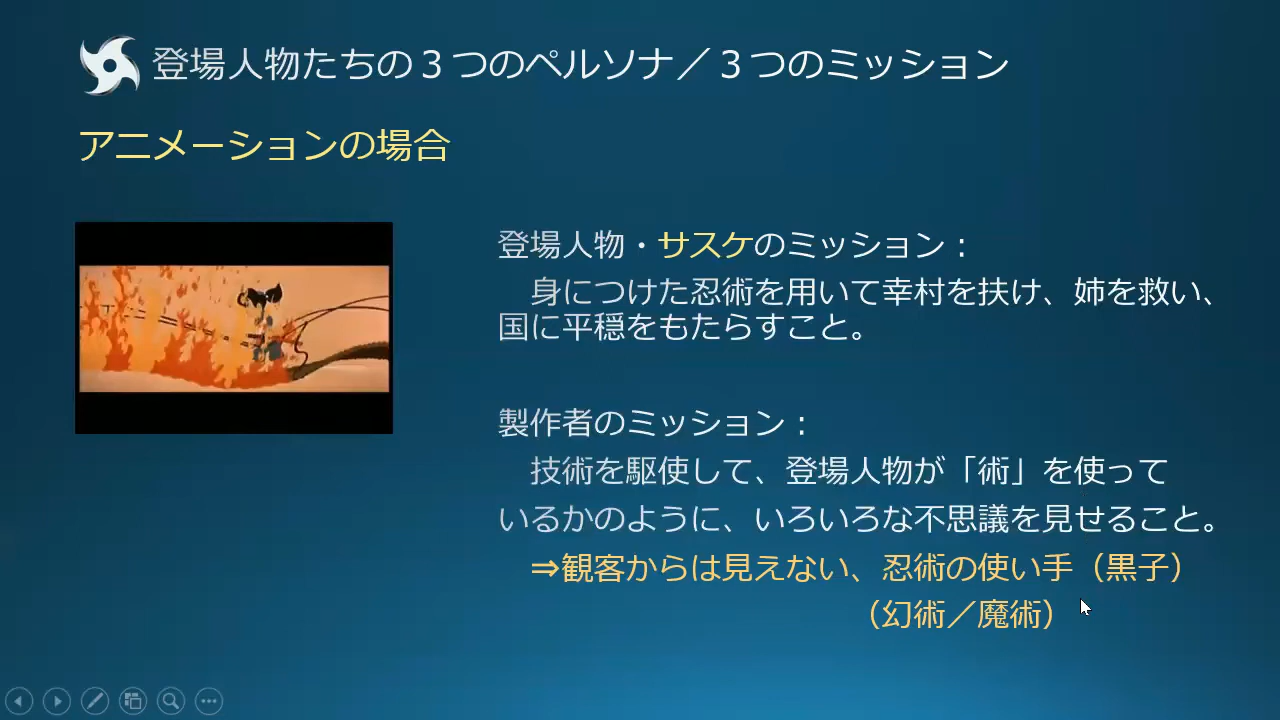 登場人物たちの３つのペルソナ／３つのミッション
アニメーションの場合
登場人物・サスケのミッション：
身につけた忍術を用いて幸村を扶け、姉を救い、
国に平穏をもたらすこと。
製作者のミッション：
技術を駆使して、登場人物が「術」を使って
いるかのように、いろいろな不思議を見せること。
⇒観客からは見えない、忍術の使い手（黒子）
（幻術／魔術）